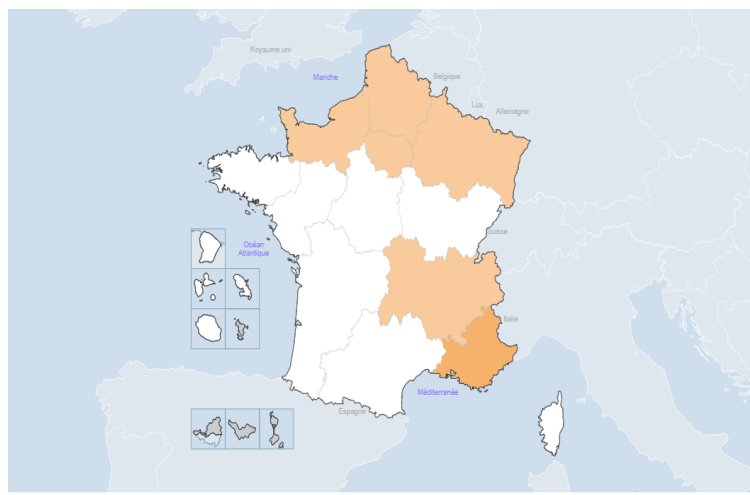 Royaume uni
Manche
Belgique
Lux.
Allemagne
Océan
Atlantique
Suisse
Italie
Méditerranée
Espagne